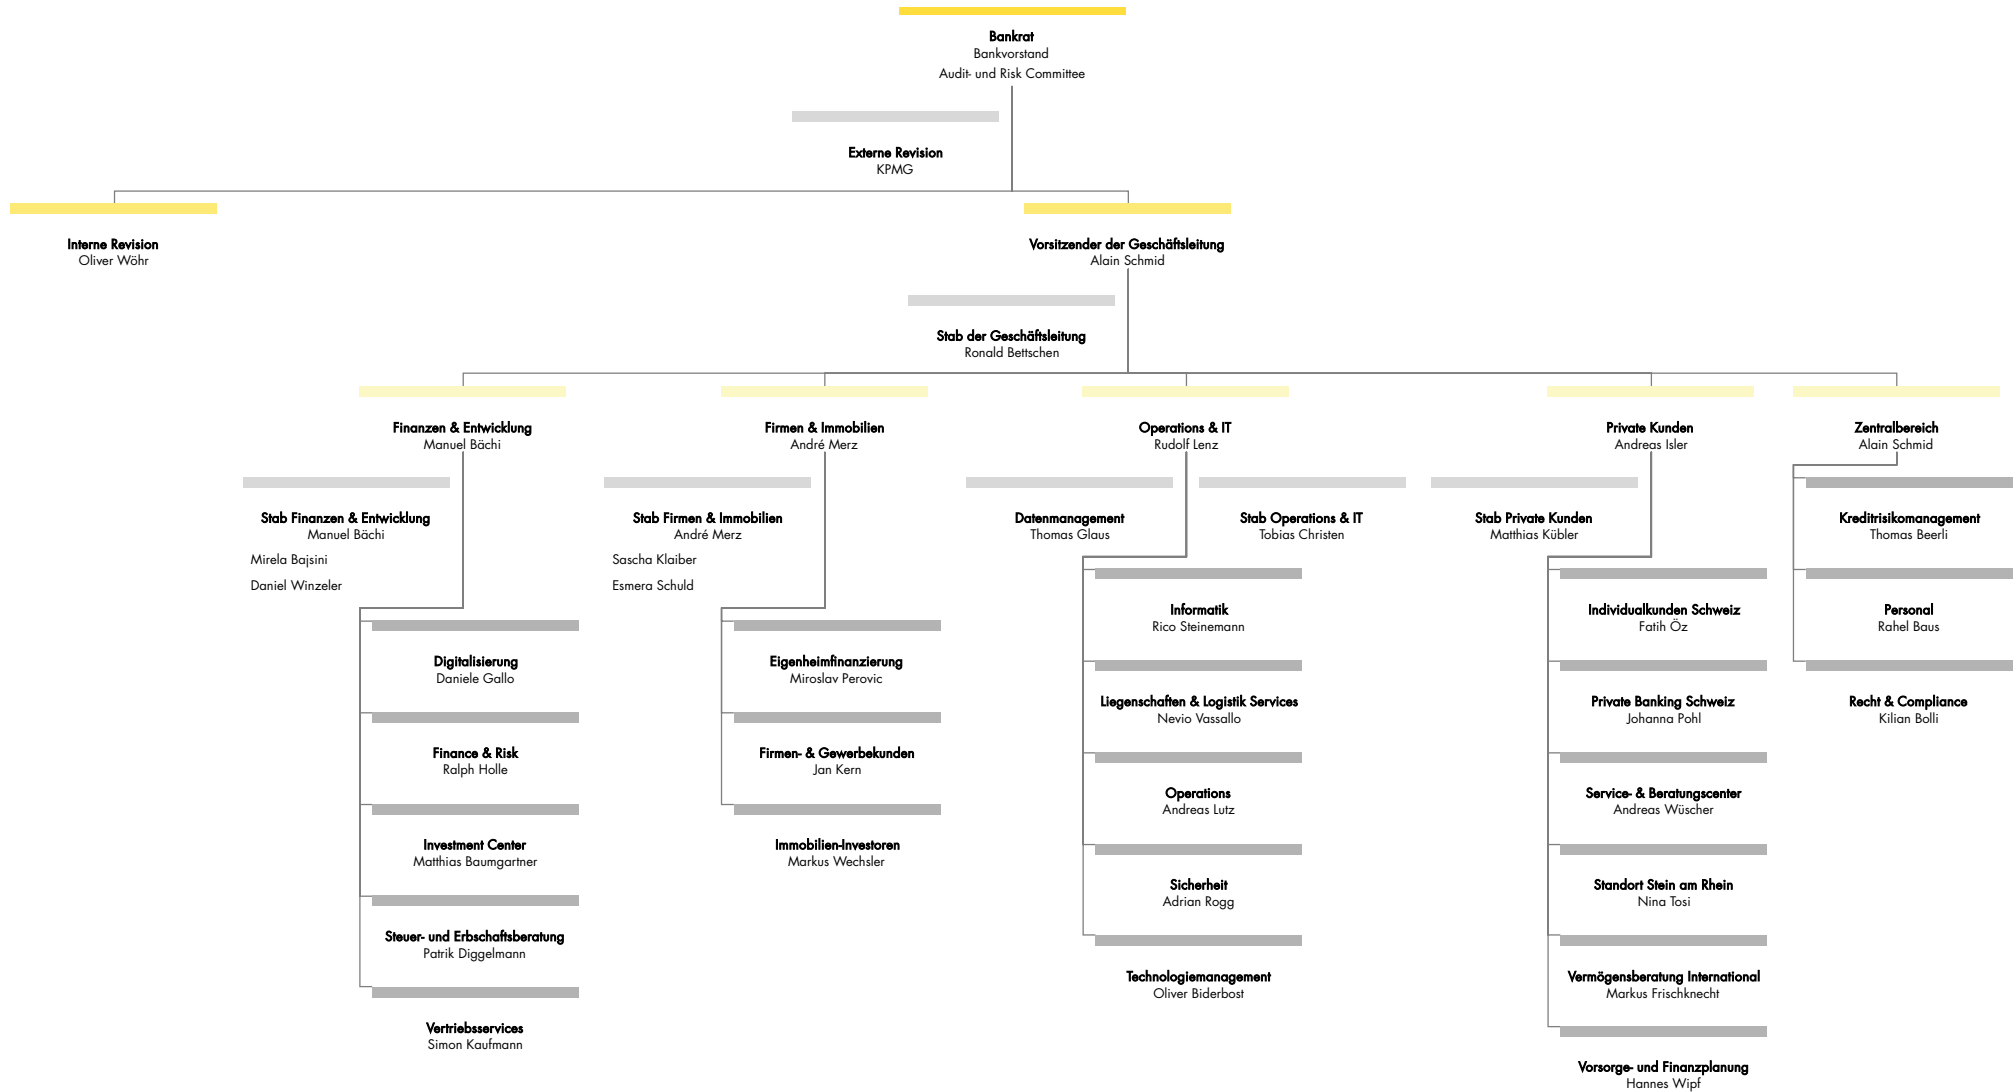 Bankrat
Bankvorstand
Audit- und Risk Committee
Externe Revision
KPMG
Interne Revision
Oliver Wöhr
Vorsitzender der Geschäftsleitung
Alain Schmid
Stab der Geschäftsleitung
Ronald Bettschen
Finanzen & Entwicklung
Manuel Bächi
Stab Finanzen & Entwicklung
Manuel Bächi
Mirela Bajsini
Daniel Winzeler
Digitalisierung
Daniele Gallo
Finance & Risk
Ralph Holle
Investment Center
Matthias Baumgartner
Steuer- und Erbschaftsberatung
Patrik Diggelmann
Vertriebsservices
Simon Kaufmann
Firmen & Immobilien
André Merz
Stab Firmen & Immobilien
André Merz
Sascha Klaiber
Esmera Schuld
Eigenheimfinanzierung
Miroslav Perovic
Firmen- & Gewerbekunden
Jan Kern
Immobilien-Investoren
Markus Wechsler
Operations & IT
Rudolf Lenz
Datenmanagement
Thomas Glaus
Stab Operations & IT
Tobias Christen
Informatik
Rico Steinemann
Liegenschaften & Logistik Services
Nevio Vassallo
Operations
Andreas Lutz
Sicherheit
Adrian Rogg
Technologiemanagement
Oliver Biderbost
Private Kunden
Andreas Isler
Stab Private Kunden
Matthias Kübler
Individualkunden Schweiz
Fatih Öz
Private Banking Schweiz
Johanna Pohl
Service- & Beratungscenter
Andreas Wüscher
Standort Stein am Rhein
Nina Tosi
Vermögensberatung International
Markus Frischknecht
Vorsorge- und Finanzplanung
Hannes Wipf
Zentralbereich
Alain Schmid
Kreditrisikomanagement
Thomas Beerli
Personal
Rahel Baus
Recht & Compliance
Kilian Bolli